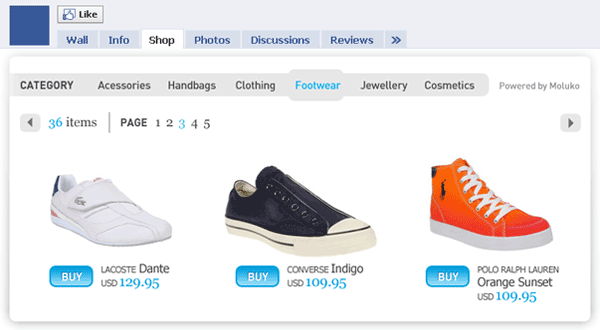 Like
Wall Info Shop Photos Discussions Reviews »
CATEGORY Acessories Handbags Clothing Footwear Jewellery Cosmetics Powered by Moluko
36 items PAGE 1 2 3 4 5
BUY LACOSTE Dante
USD 129.95
BUY CONVERSE Indigo
USD 109.95
BUY POLO RALPH LAUREN
Orange Sunset
USD 109.95